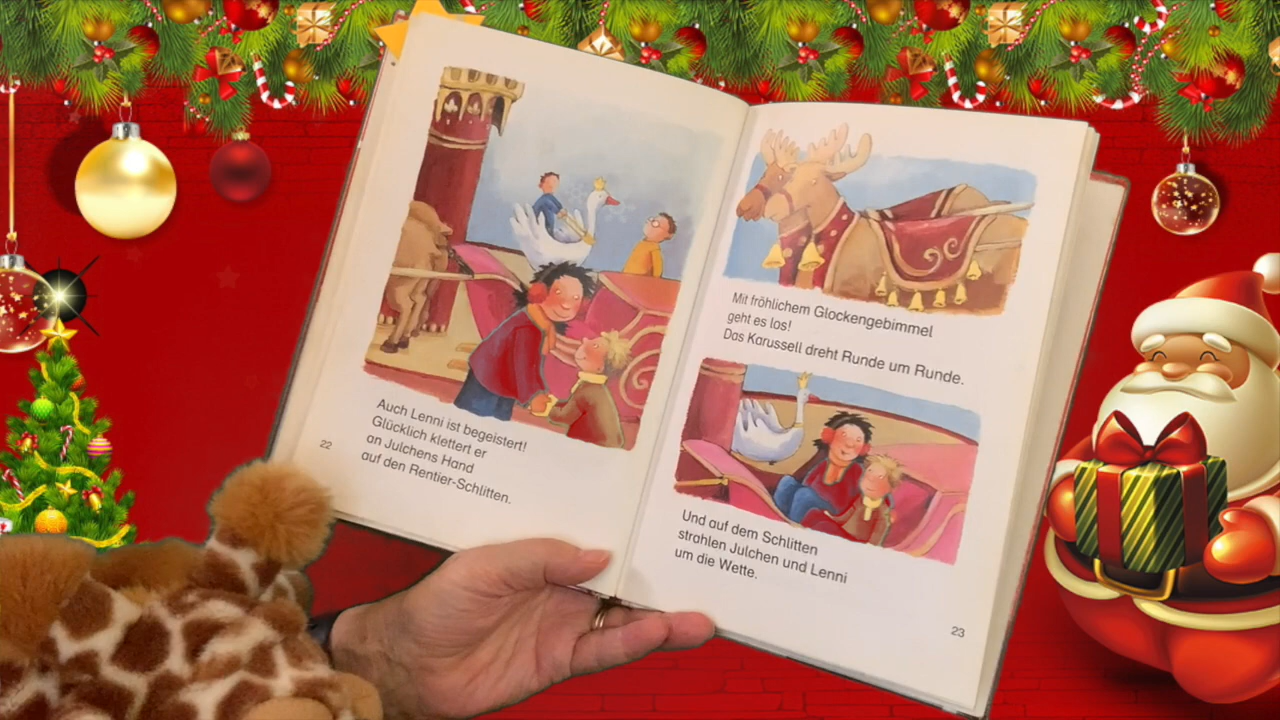 Auch Lenni ist begeistert!
Glücklich klettert er
an Julchens Hand
auf den Rentier-Schlitten.
22
Mit fröhlichem Glockengebimmel
geht es los!
Das Karussell dreht Runde um Runde.
Und auf dem Schlitten
strahlen Julchen und Lenni
um die Wette.
23